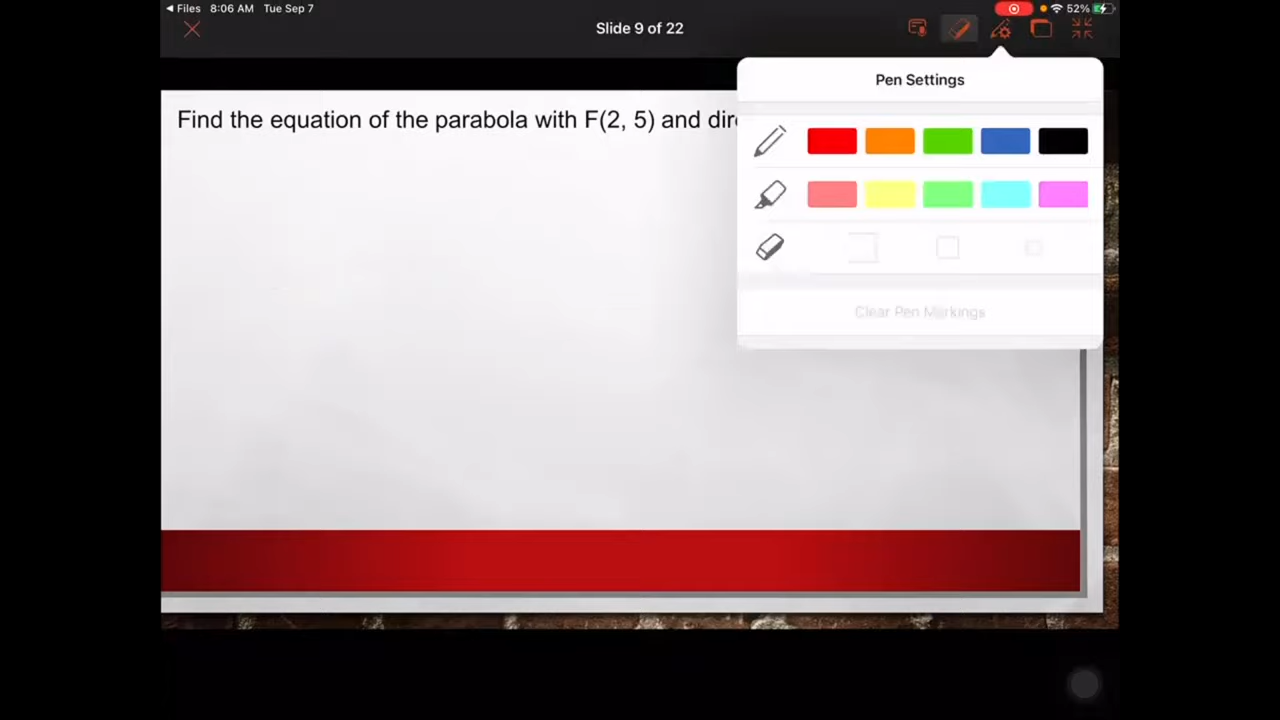 Files 8:06 AM Tue Sep 7
52%
Slide 9 of 22
Pen Settings
Find the equation of the parabola with F(2, 5) and
Clear Pen Markings